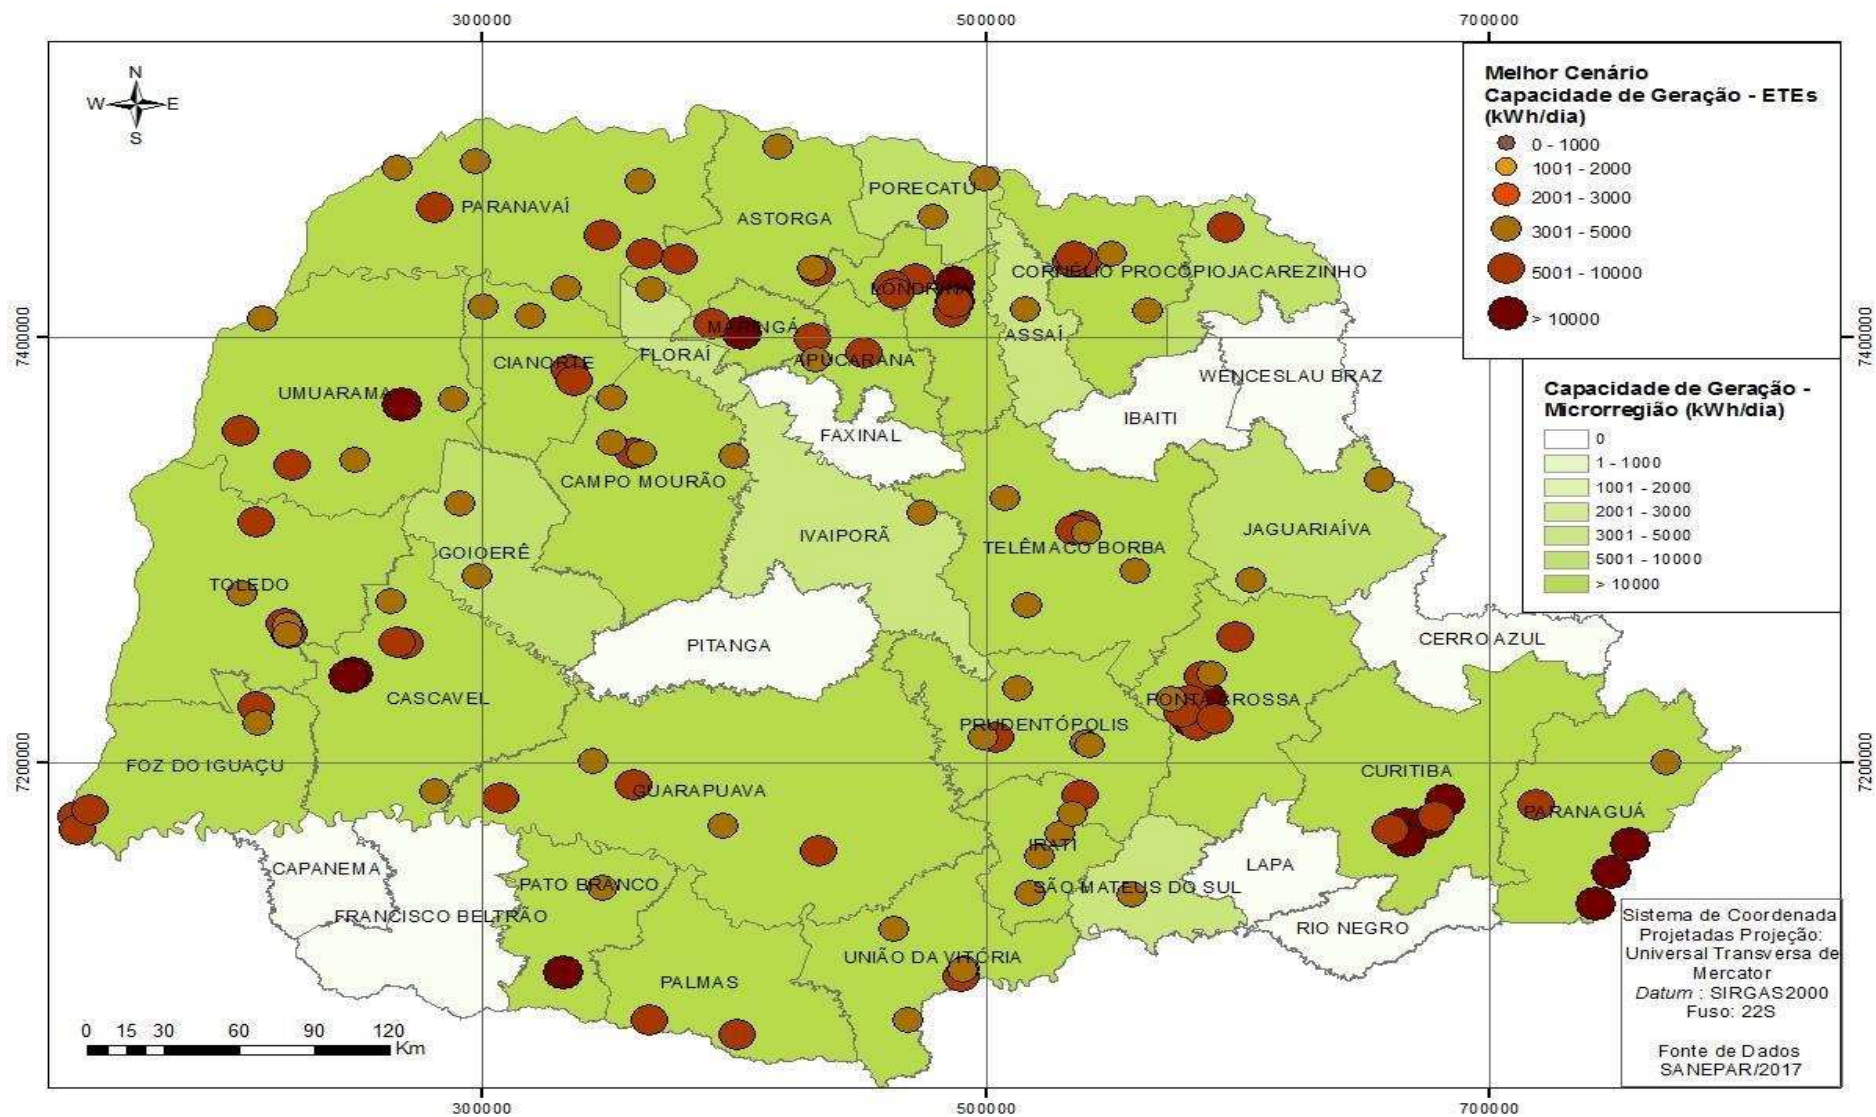 300000
500000
700000
N
W
E
S
Melhor Cenário
Capacidade de Geração - ETEs
(kWh/dia)
0 - 1000
1001 - 2000
2001 - 3000
3001 - 5000
5001 - 10000
> 10000
Capacidade de Geração -
Microrregião (kWh/dia)
0
1 - 1000
1001 - 2000
2001 - 3000
3001 - 5000
5001 - 10000
> 10000
PARANAVAÍ
ASTORGA
PORECATU
CORNÉLIO PROCÓPIO
JACAREZINHO
LONDRINA
MARINGÁ
ASSAÍ
7400000
7400000
FLORAÍ
CIANORTE
APUCARANA
WENCESLAU BRAZ
UMUARAMA
IBAITI
FAXINAL
CAMPO MOURÃO
IVAIPORÃ
JAGUARIAÍVA
GOIOERÊ
TELÊMACO BORBA
TOLEDO
PITANGA
CERRO AZUL
CASCAVEL
PONTA GROSSA
PRUDENTÓPOLIS
7200000
7200000
FOZ DO IGUAÇU
CURITIBA
GUARAPUAVA
PARANAGUÁ
IRATI
CAPANEMA
LAPA
PATO BRANCO
SÃO MATEUS DO SUL
FRANCISCO BELTRÃO
RIO NEGRO
UNIÃO DA VITÓRIA
PALMAS
Sistema de Coordenada
Projetadas Projeção:
Universal Transversa de
Mercator
Datum : SIRGAS2000
Fuso: 22S
Fonte de Dados
SANEPAR/2017
0 15 30 60 90 120
Km
300000
500000
700000